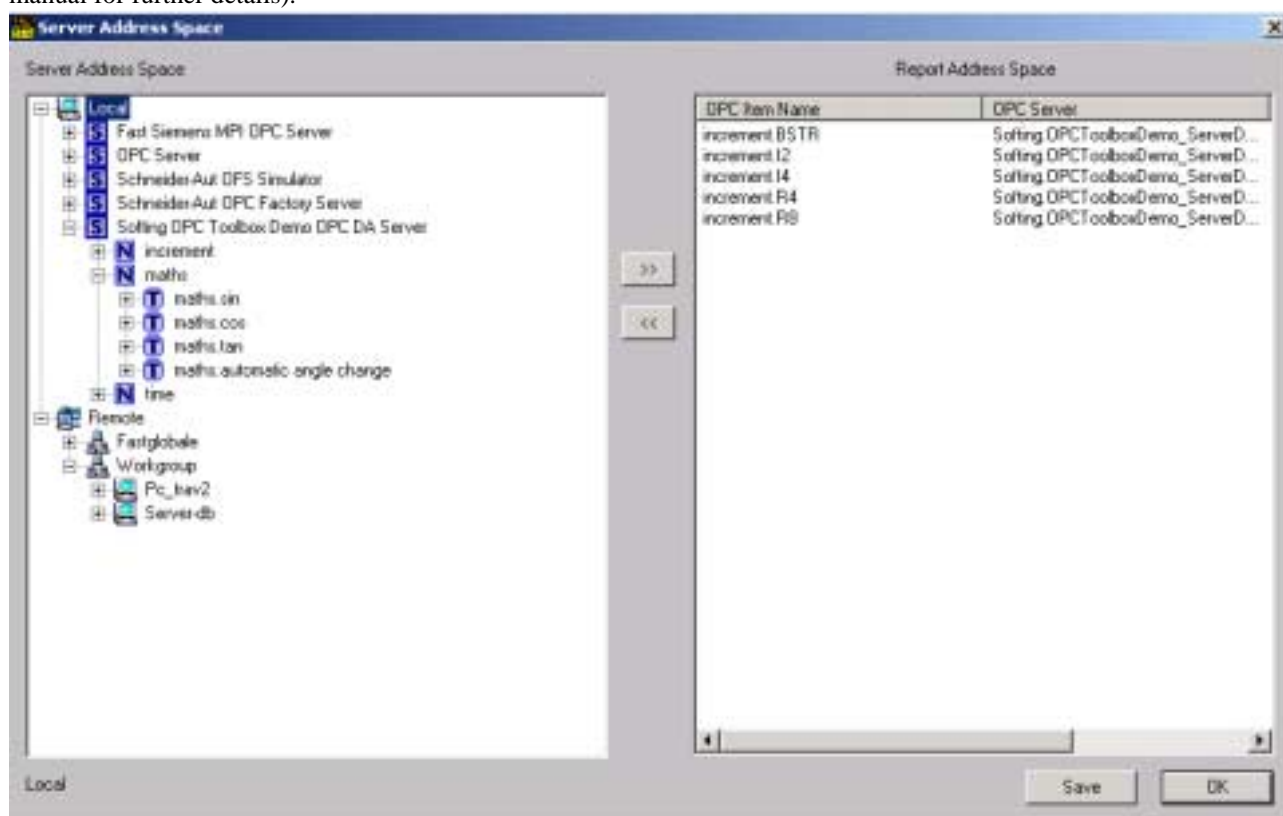 manual for further details).
Server Address Space
Server Address Space
Report Address Space
Local
Fast Siemens MPI OPC Server
OPC Server
Schneider-Aut OFS Simulator
Schneider-Aut OPC Factory Server
Softing OPC Toolbox Demo OPC DA Server
increment
maths
maths.sin
maths.cos
maths.tan
maths.automatic angle change
time
Remote
Fastglobale
Workgroup
Pc_trav2
Server-db
>>
<<
OPC Item Name OPC Server
increment.BSTR Softing.OPCToolboxDemo_ServerD...
increment.I2 Softing.OPCToolboxDemo_ServerD...
increment.I4 Softing.OPCToolboxDemo_ServerD...
increment.R4 Softing.OPCToolboxDemo_ServerD...
increment.R8 Softing.OPCToolboxDemo_ServerD...
Local
Save OK